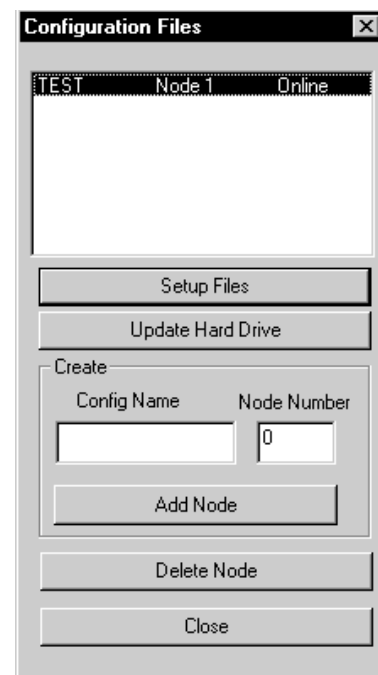 Configuration Files
TEST Node 1 Online
Setup Files
Update Hard Drive
Create
Config Name Node Number
0
Add Node
Delete Node
Close